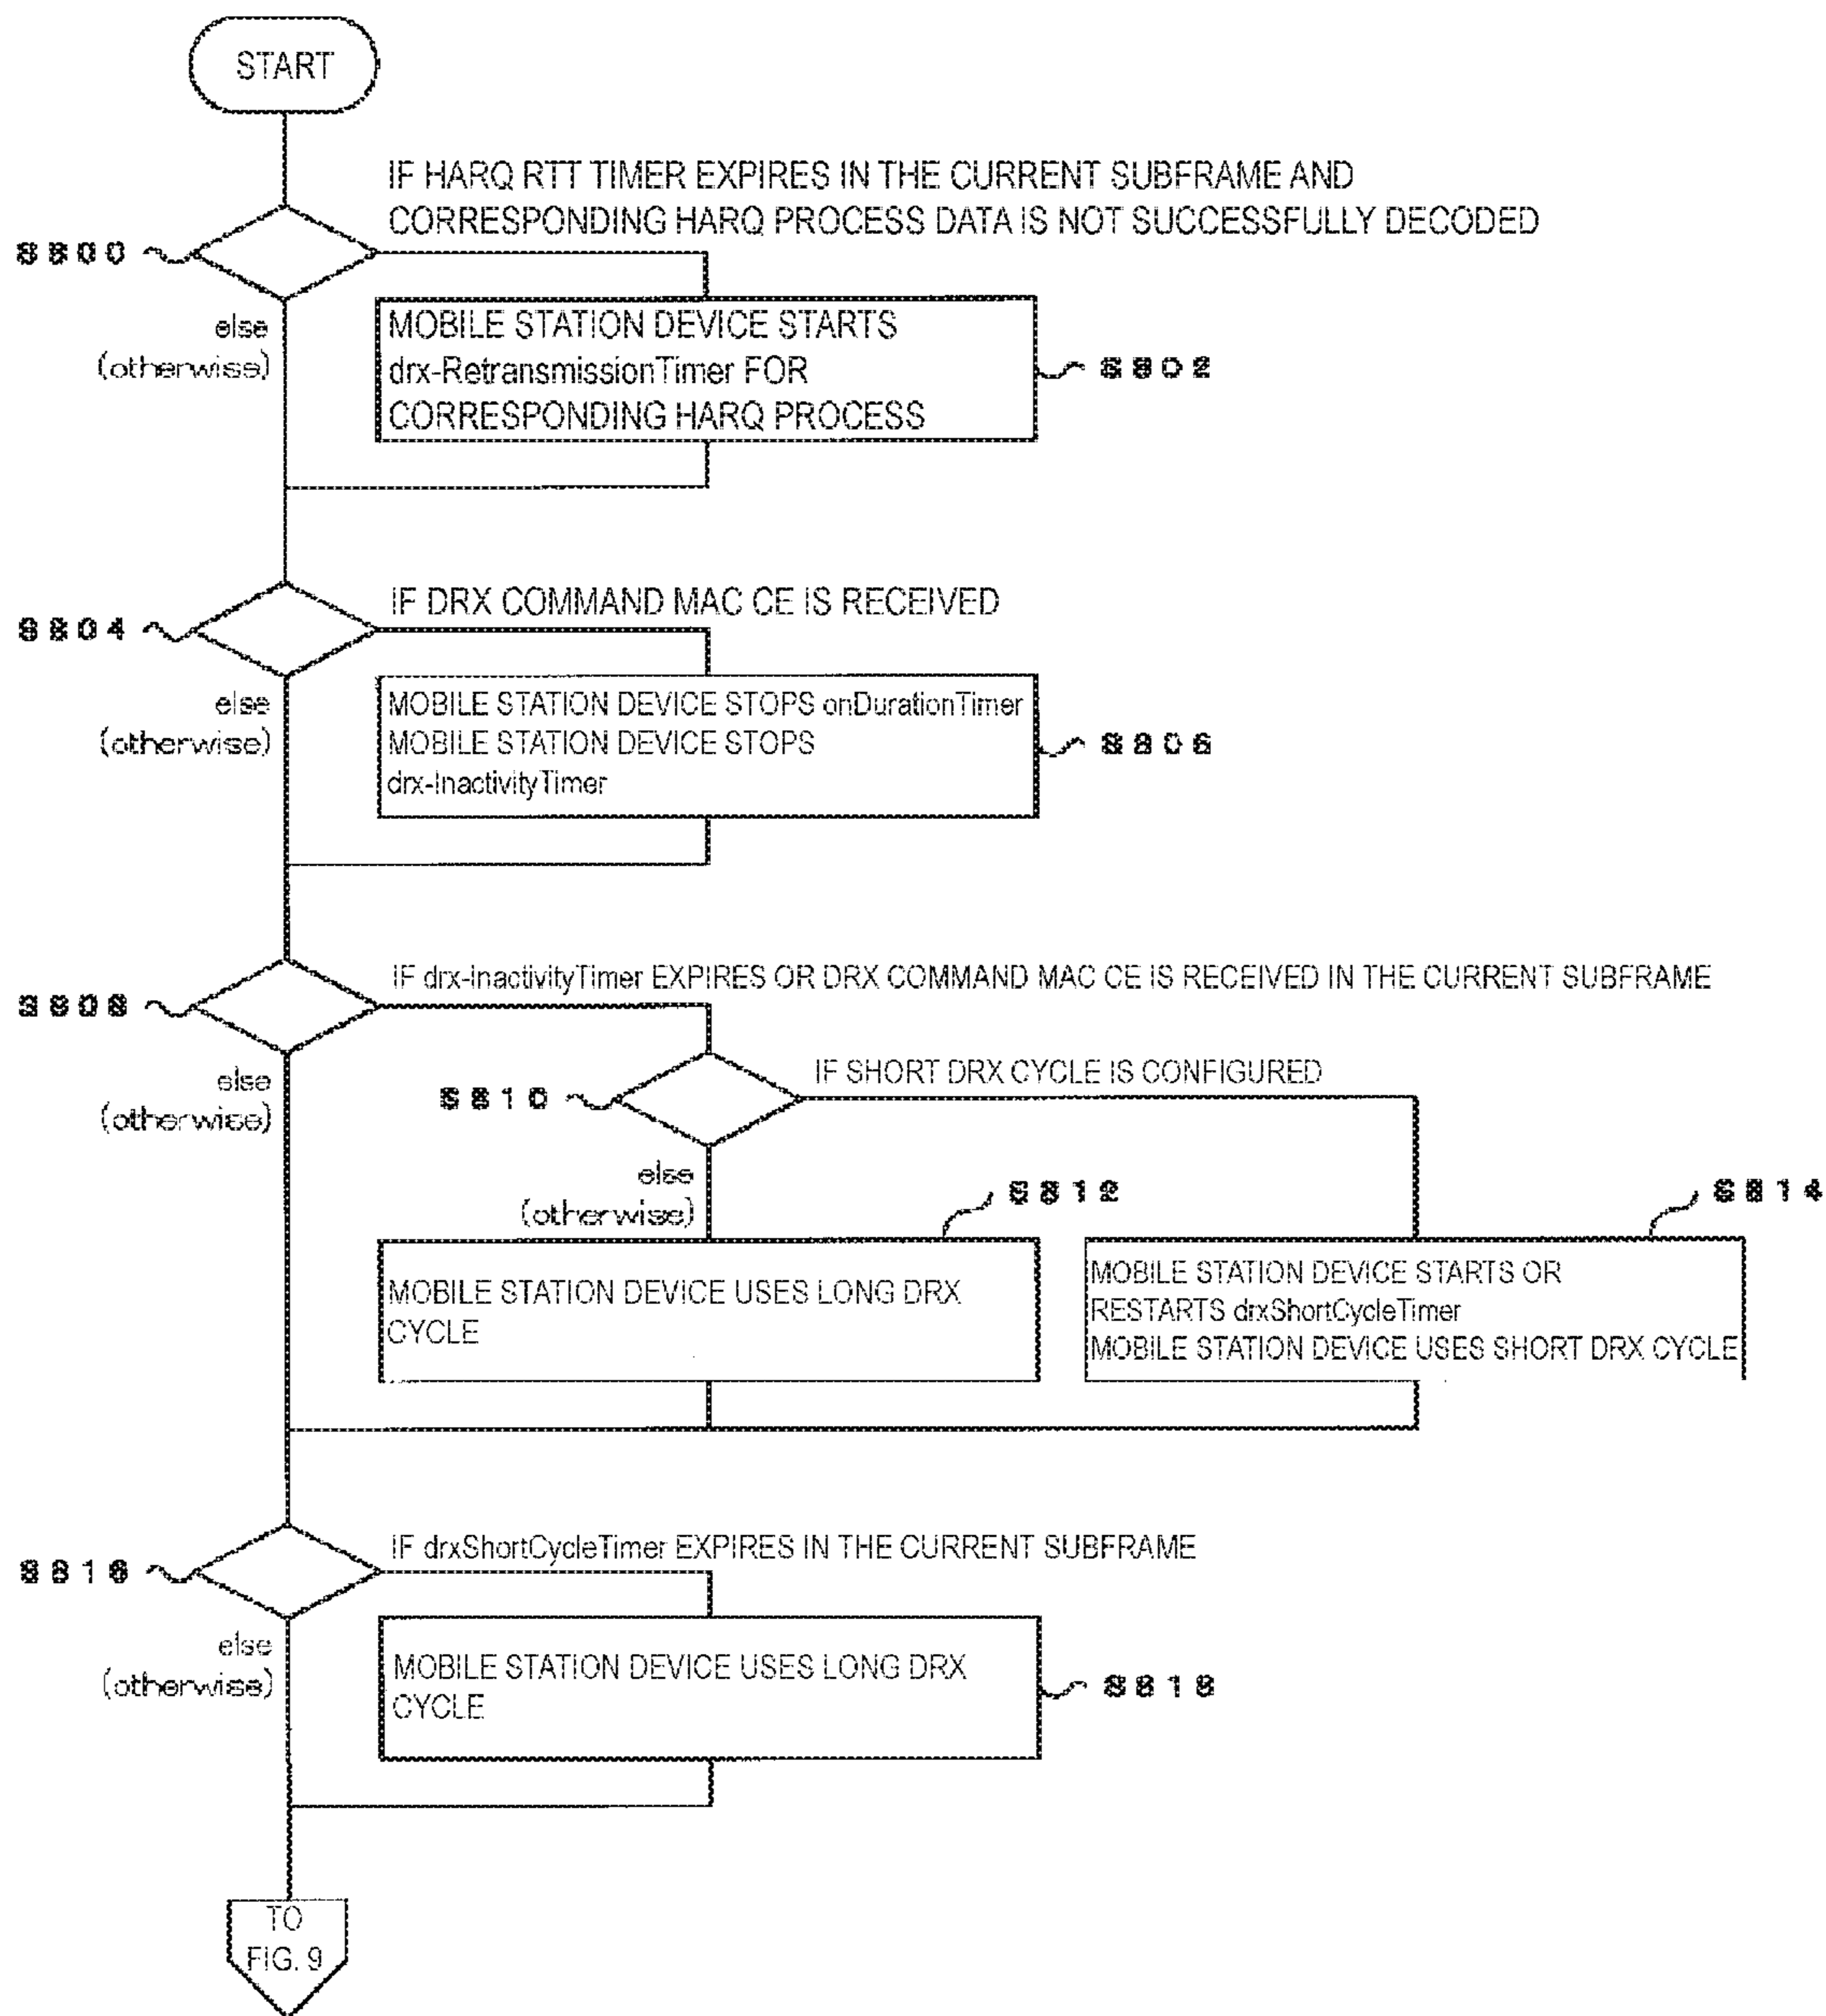 START
IF HARQ RTT TIMER EXPIRES IN THE CURRENT SUBFRAME AND
CORRESPONDING HARQ PROCESS DATA IS NOT SUCCESSFULLY DECODED
S800
else
(otherwise)
MOBILE STATION DEVICE STARTS
drx-RetransmissionTimer FOR
CORRESPONDING HARQ PROCESS
S802
IF DRX COMMAND MAC CE IS RECEIVED
S804
else
(otherwise)
MOBILE STATION DEVICE STOPS onDurationTimer
MOBILE STATION DEVICE STOPS
drx-InactivityTimer
S806
IF drx-InactivityTimer EXPIRES OR DRX COMMAND MAC CE IS RECEIVED IN THE CURRENT SUBFRAME
S808
else
(otherwise)
IF SHORT DRX CYCLE IS CONFIGURED
S810
else
(otherwise)
S812
S814
MOBILE STATION DEVICE USES LONG DRX
CYCLE
MOBILE STATION DEVICE STARTS OR
RESTARTS drxShortCycleTimer
MOBILE STATION DEVICE USES SHORT DRX CYCLE
IF drxShortCycleTimer EXPIRES IN THE CURRENT SUBFRAME
S816
else
(otherwise)
MOBILE STATION DEVICE USES LONG DRX
CYCLE
S818
TO
FIG. 9